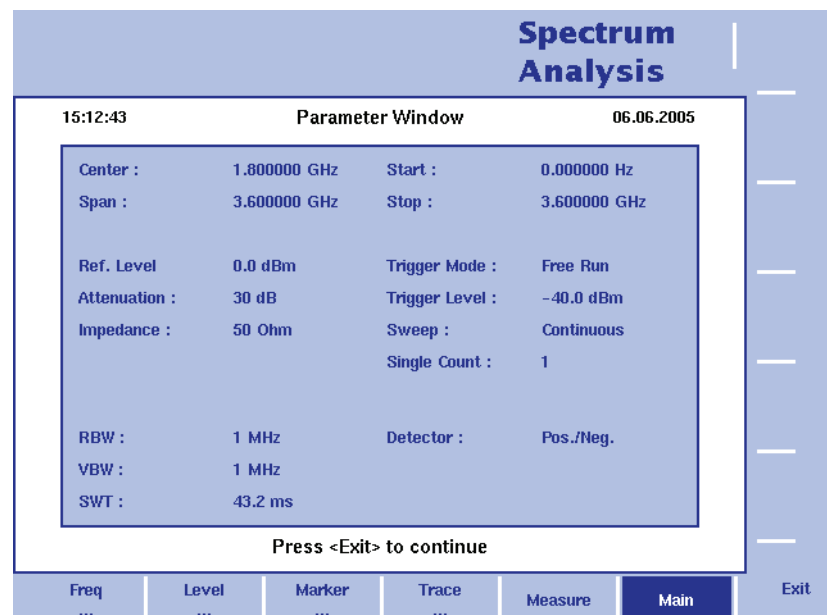 Spectrum
Analysis
15:12:43 Parameter Window 06.06.2005
Center : 1.800000 GHz Start : 0.000000 Hz
Span : 3.600000 GHz Stop : 3.600000 GHz
Ref. Level 0.0 dBm Trigger Mode : Free Run
Attenuation : 30 dB Trigger Level : -40.0 dBm
Impedance : 50 Ohm Sweep : Continuous
Single Count : 1
RBW : 1 MHz Detector : Pos./Neg.
VBW : 1 MHz
SWT : 43.2 ms
Press <Exit> to continue
Freq Level Marker Trace Measure Main Exit
... ... ... ...